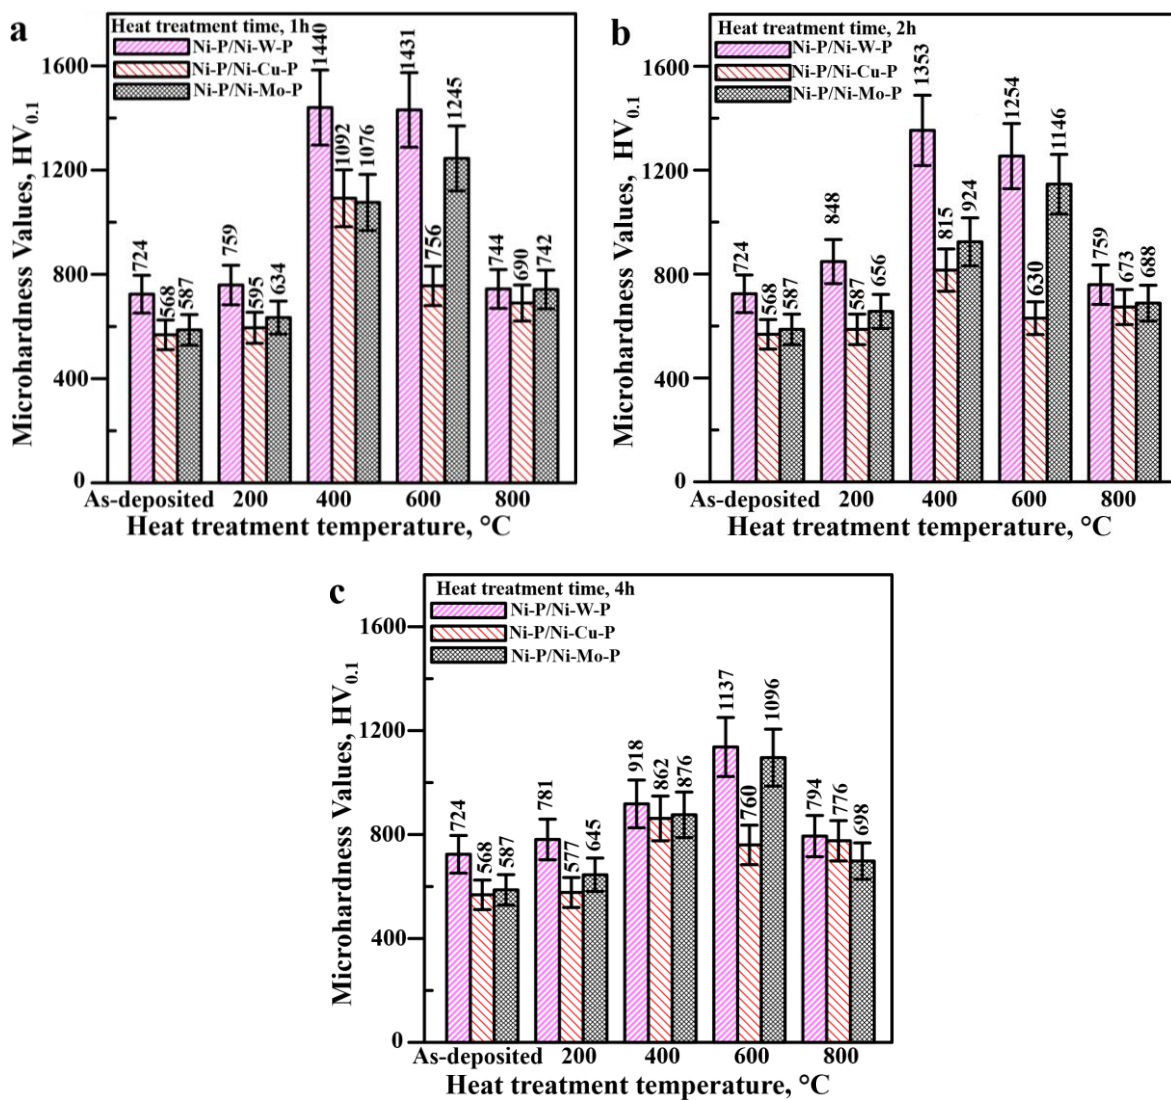 a
Heat treatment time, 1h
Ni-P/Ni-W-P
Ni-P/Ni-Cu-P
Ni-P/Ni-Mo-P
Microhardness Values, HV0.1
1600
1200
800
400
0
724
568
587
759
595
634
1440
1092
1076
1431
756
1245
744
690
742
As-deposited 200 400 600 800
Heat treatment temperature, °C
b
Heat treatment time, 2h
Ni-P/Ni-W-P
Ni-P/Ni-Cu-P
Ni-P/Ni-Mo-P
Microhardness Values, HV0.1
1600
1200
800
400
0
724
568
587
848
587
656
1353
815
924
1254
630
1146
759
673
688
As-deposited 200 400 600 800
Heat treatment temperature, °C
c
Heat treatment time, 4h
Ni-P/Ni-W-P
Ni-P/Ni-Cu-P
Ni-P/Ni-Mo-P
Microhardness Values, HV0.1
1600
1200
800
400
0
724
568
587
781
577
645
918
862
876
1137
760
1096
794
776
698
As-deposited 200 400 600 800
Heat treatment temperature, °C